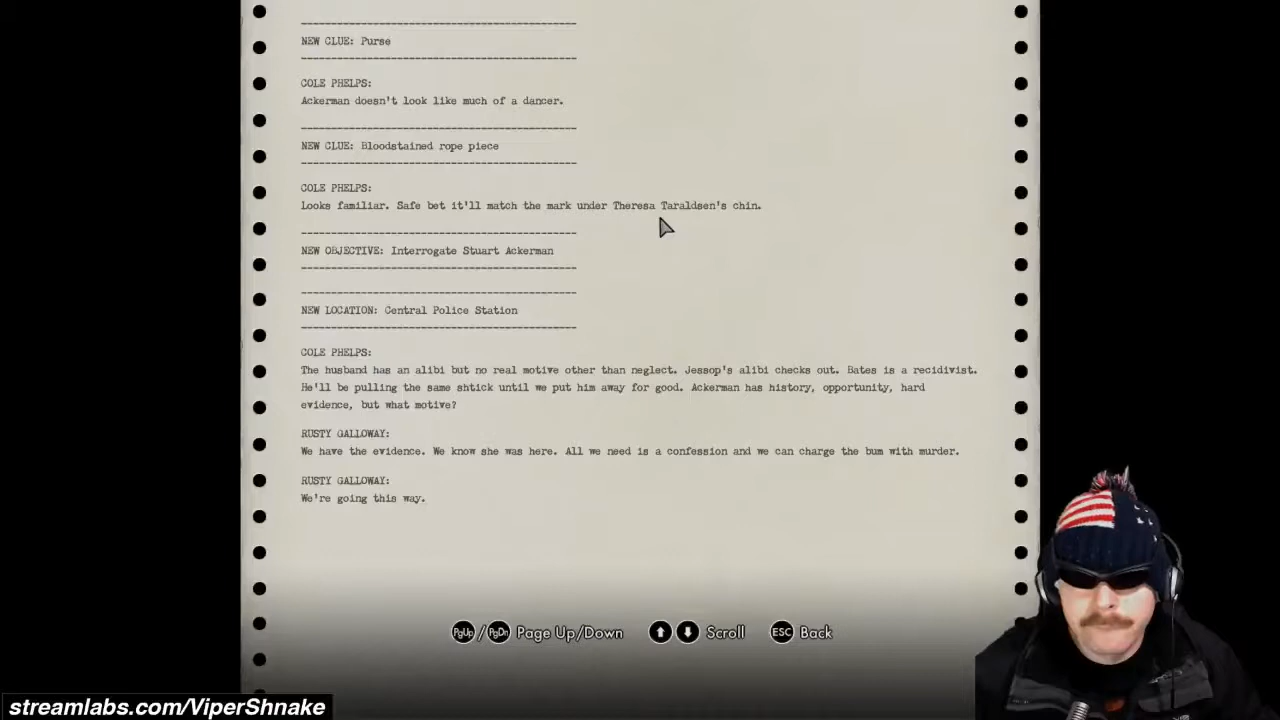 NEW CLUE: Purse
COLE PHELPS:
Ackerman doesn't look like much of a dancer.
NEW CLUE: Bloodstained rope piece
COLE PHELPS:
Looks familiar. Safe bet it'll match the mark under Theresa Taraldsen's chin.
NEW OBJECTIVE: Interrogate Stuart Ackerman
NEW LOCATION: Central Police Station
COLE PHELPS:
The husband has an alibi but no real motive other than neglect. Jessop's alibi checks out. Bates is a recidivist.
He'll be pulling the same shtick until we put him away for good. Ackerman has history, opportunity, hard
evidence, but what motive?
RUSTY GALLOWAY:
We have the evidence. We know she was here. All we need is a confession and we can charge the bum with murder.
RUSTY GALLOWAY:
We're going this way.
PgUp / PgDn Page Up/Down Scroll ESC Back
streamlabs.com/ViperShnake